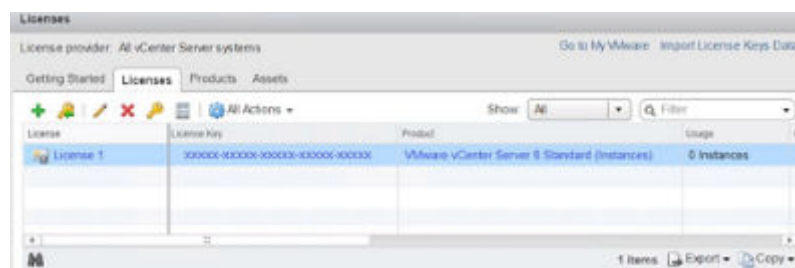 Licenses
License provider: All vCenter Server systems
Go to My VMware Import License Keys Data
Getting Started Licenses Products Assets
All Actions Show: All Filter
License License Key Product Usage
License 1 XXXXX-XXXXX-XXXXX-XXXXX-XXXXX VMware vCenter Server 6 Standard (Instances) 0 Instances
1 items Export Copy